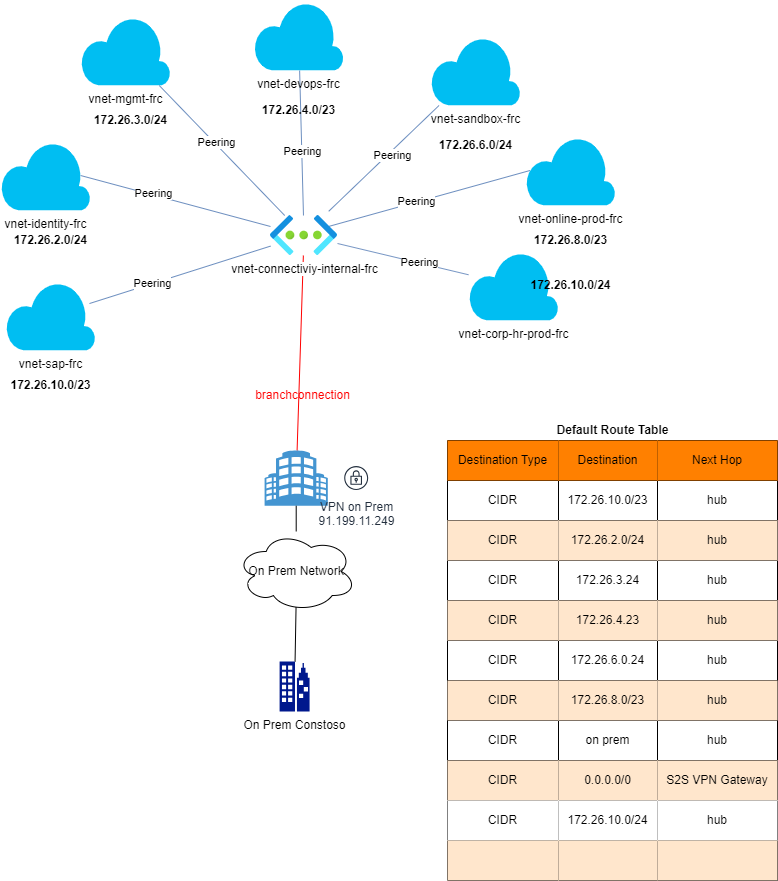 vnet-devops-frc
172.26.4.0/23
vnet-mgmt-frc
172.26.3.0/24
vnet-sandbox-frc
172.26.6.0/24
Peering
Peering
Peering
vnet-identity-frc
172.26.2.0/24
Peering
Peering
vnet-online-prod-frc
172.26.8.0/23
vnet-connectiviy-internal-frc
Peering
Peering
172.26.10.0/24
vnet-corp-hr-prod-frc
vnet-sap-frc
172.26.10.0/23
branchconnection
VPN on Prem
91.199.11.249
On Prem Network
On Prem Constoso
Default Route Table
Destination Type Destination Next Hop
CIDR 172.26.10.0/23 hub
CIDR 172.26.2.0/24 hub
CIDR 172.26.3.24 hub
CIDR 172.26.4.23 hub
CIDR 172.26.6.0.24 hub
CIDR 172.26.8.0/23 hub
CIDR on prem hub
CIDR 0.0.0.0/0 S2S VPN Gateway
CIDR 172.26.10.0/24 hub